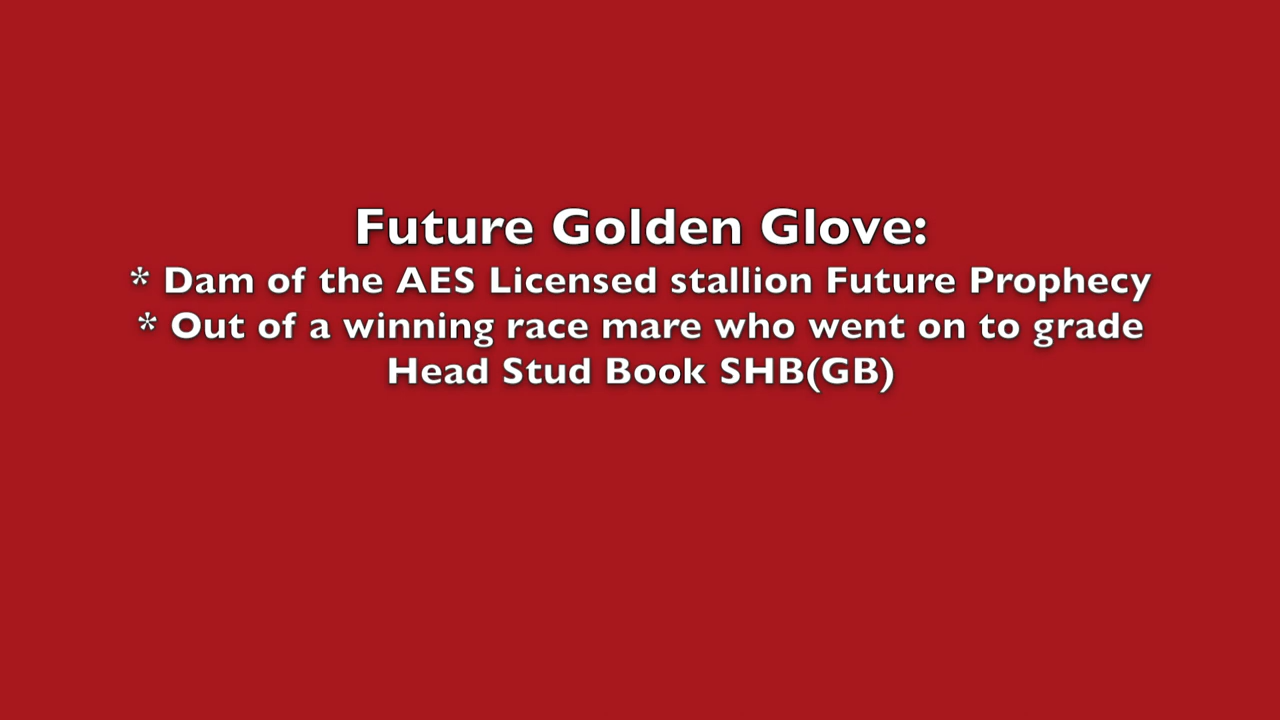 Future Golden Glove:
* Dam of the AES Licensed stallion Future Prophecy
* Out of a winning race mare who went on to grade
Head Stud Book SHB(GB)